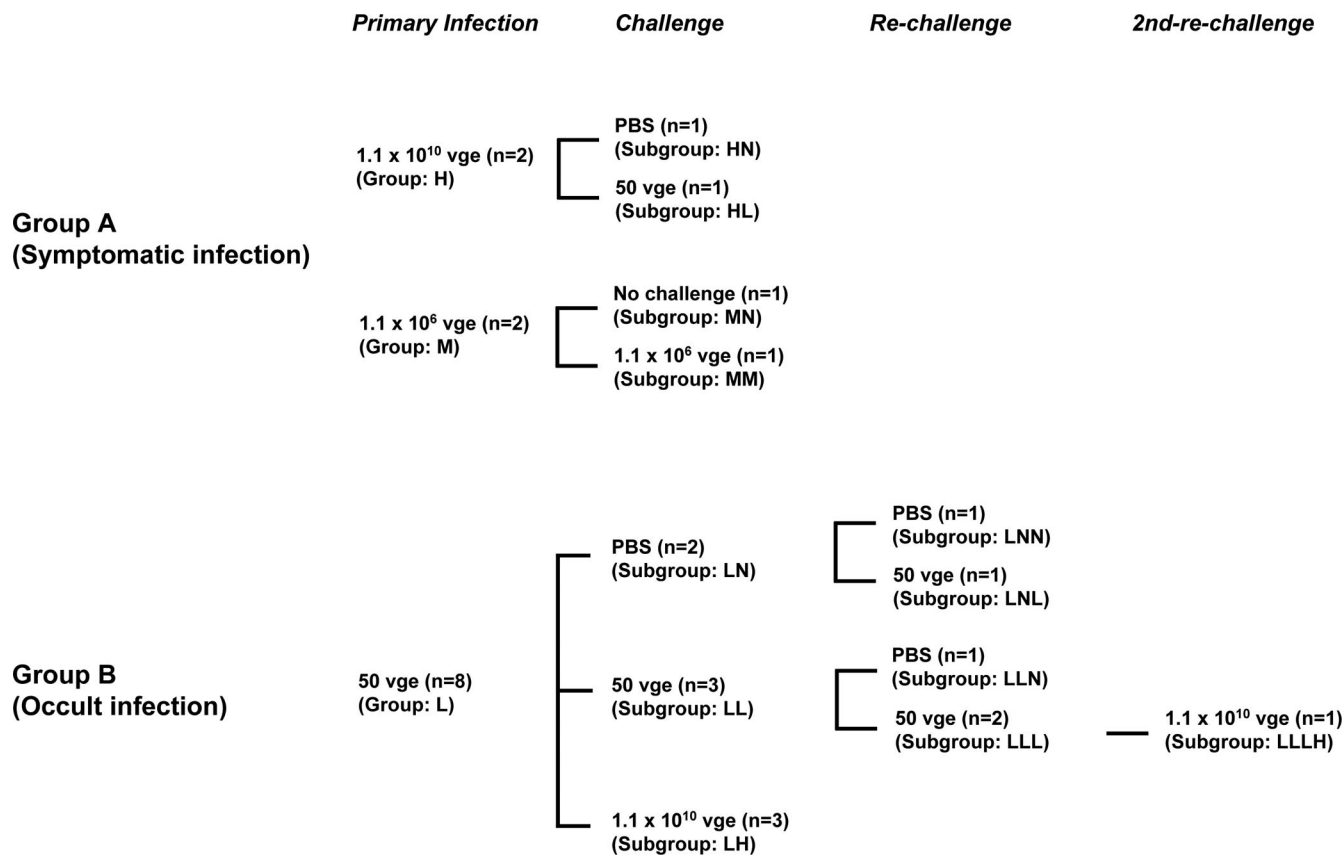 Primary Infection
Challenge
Re-challenge
2nd-re-challenge
Group A
(Symptomatic infection)
1.1 x 10¹⁰ vge (n=2)
(Group: H)
PBS (n=1)
(Subgroup: HN)
50 vge (n=1)
(Subgroup: HL)
1.1 x 10⁶ vge (n=2)
(Group: M)
No challenge (n=1)
(Subgroup: MN)
1.1 x 10⁶ vge (n=1)
(Subgroup: MM)
Group B
(Occult infection)
50 vge (n=8)
(Group: L)
PBS (n=2)
(Subgroup: LN)
PBS (n=1)
(Subgroup: LNN)
50 vge (n=1)
(Subgroup: LNL)
50 vge (n=3)
(Subgroup: LL)
PBS (n=1)
(Subgroup: LLN)
50 vge (n=2)
(Subgroup: LLL)
1.1 x 10¹⁰ vge (n=1)
(Subgroup: LLLH)
1.1 x 10¹⁰ vge (n=3)
(Subgroup: LH)